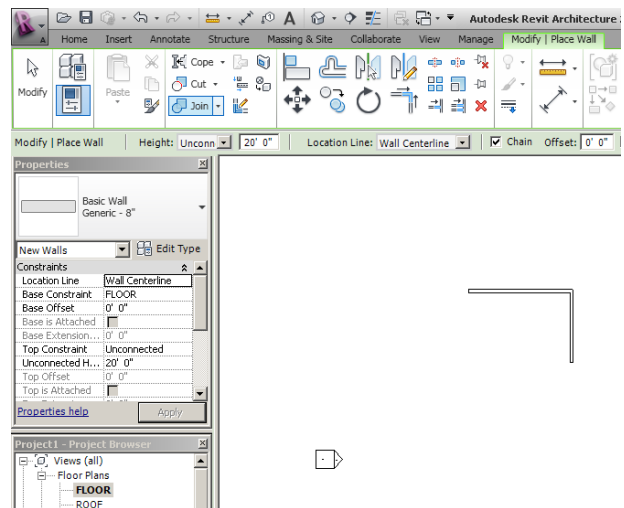 Autodesk Revit Architecture
R
A Home Insert Annotate Structure Massing & Site Collaborate View Manage Modify | Place Wall
Modify
Paste
Cope
Cut
Join
Modify | Place Wall Height: Unconn 20' 0" Location Line: Wall Centerline Chain Offset: 0' 0"
Properties
Basic Wall
Generic - 8"
New Walls Edit Type
Constraints
Location Line Wall Centerline
Base Constraint FLOOR
Base Offset 0' 0"
Base is Attached
Base Extension... 0' 0"
Top Constraint Unconnected
Unconnected H... 20' 0"
Top Offset 0' 0"
Top is Attached
Properties help Apply
Project1 - Project Browser
Views (all)
Floor Plans
FLOOR
ROOF